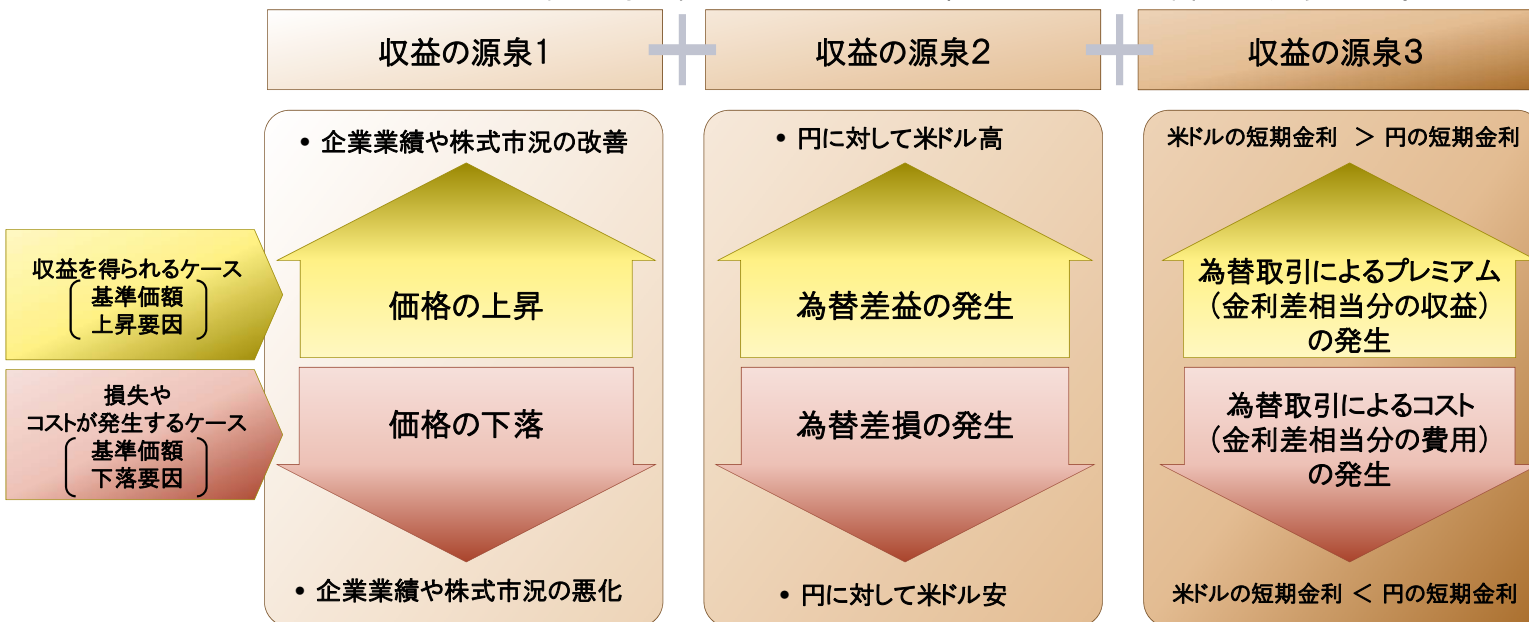 収益の源泉1
収益の源泉2
収益の源泉3
収益を得られるケース
基準価額
上昇要因
損失や
コストが発生するケース
基準価額
下落要因
• 企業業績や株式市況の改善
価格の上昇
価格の下落
• 企業業績や株式市況の悪化
• 円に対して米ドル高
為替差益の発生
為替差損の発生
• 円に対して米ドル安
米ドルの短期金利 ＞ 円の短期金利
為替取引によるプレミアム
（金利差相当分の収益）
の発生
為替取引によるコスト
（金利差相当分の費用）
の発生
米ドルの短期金利 ＜ 円の短期金利